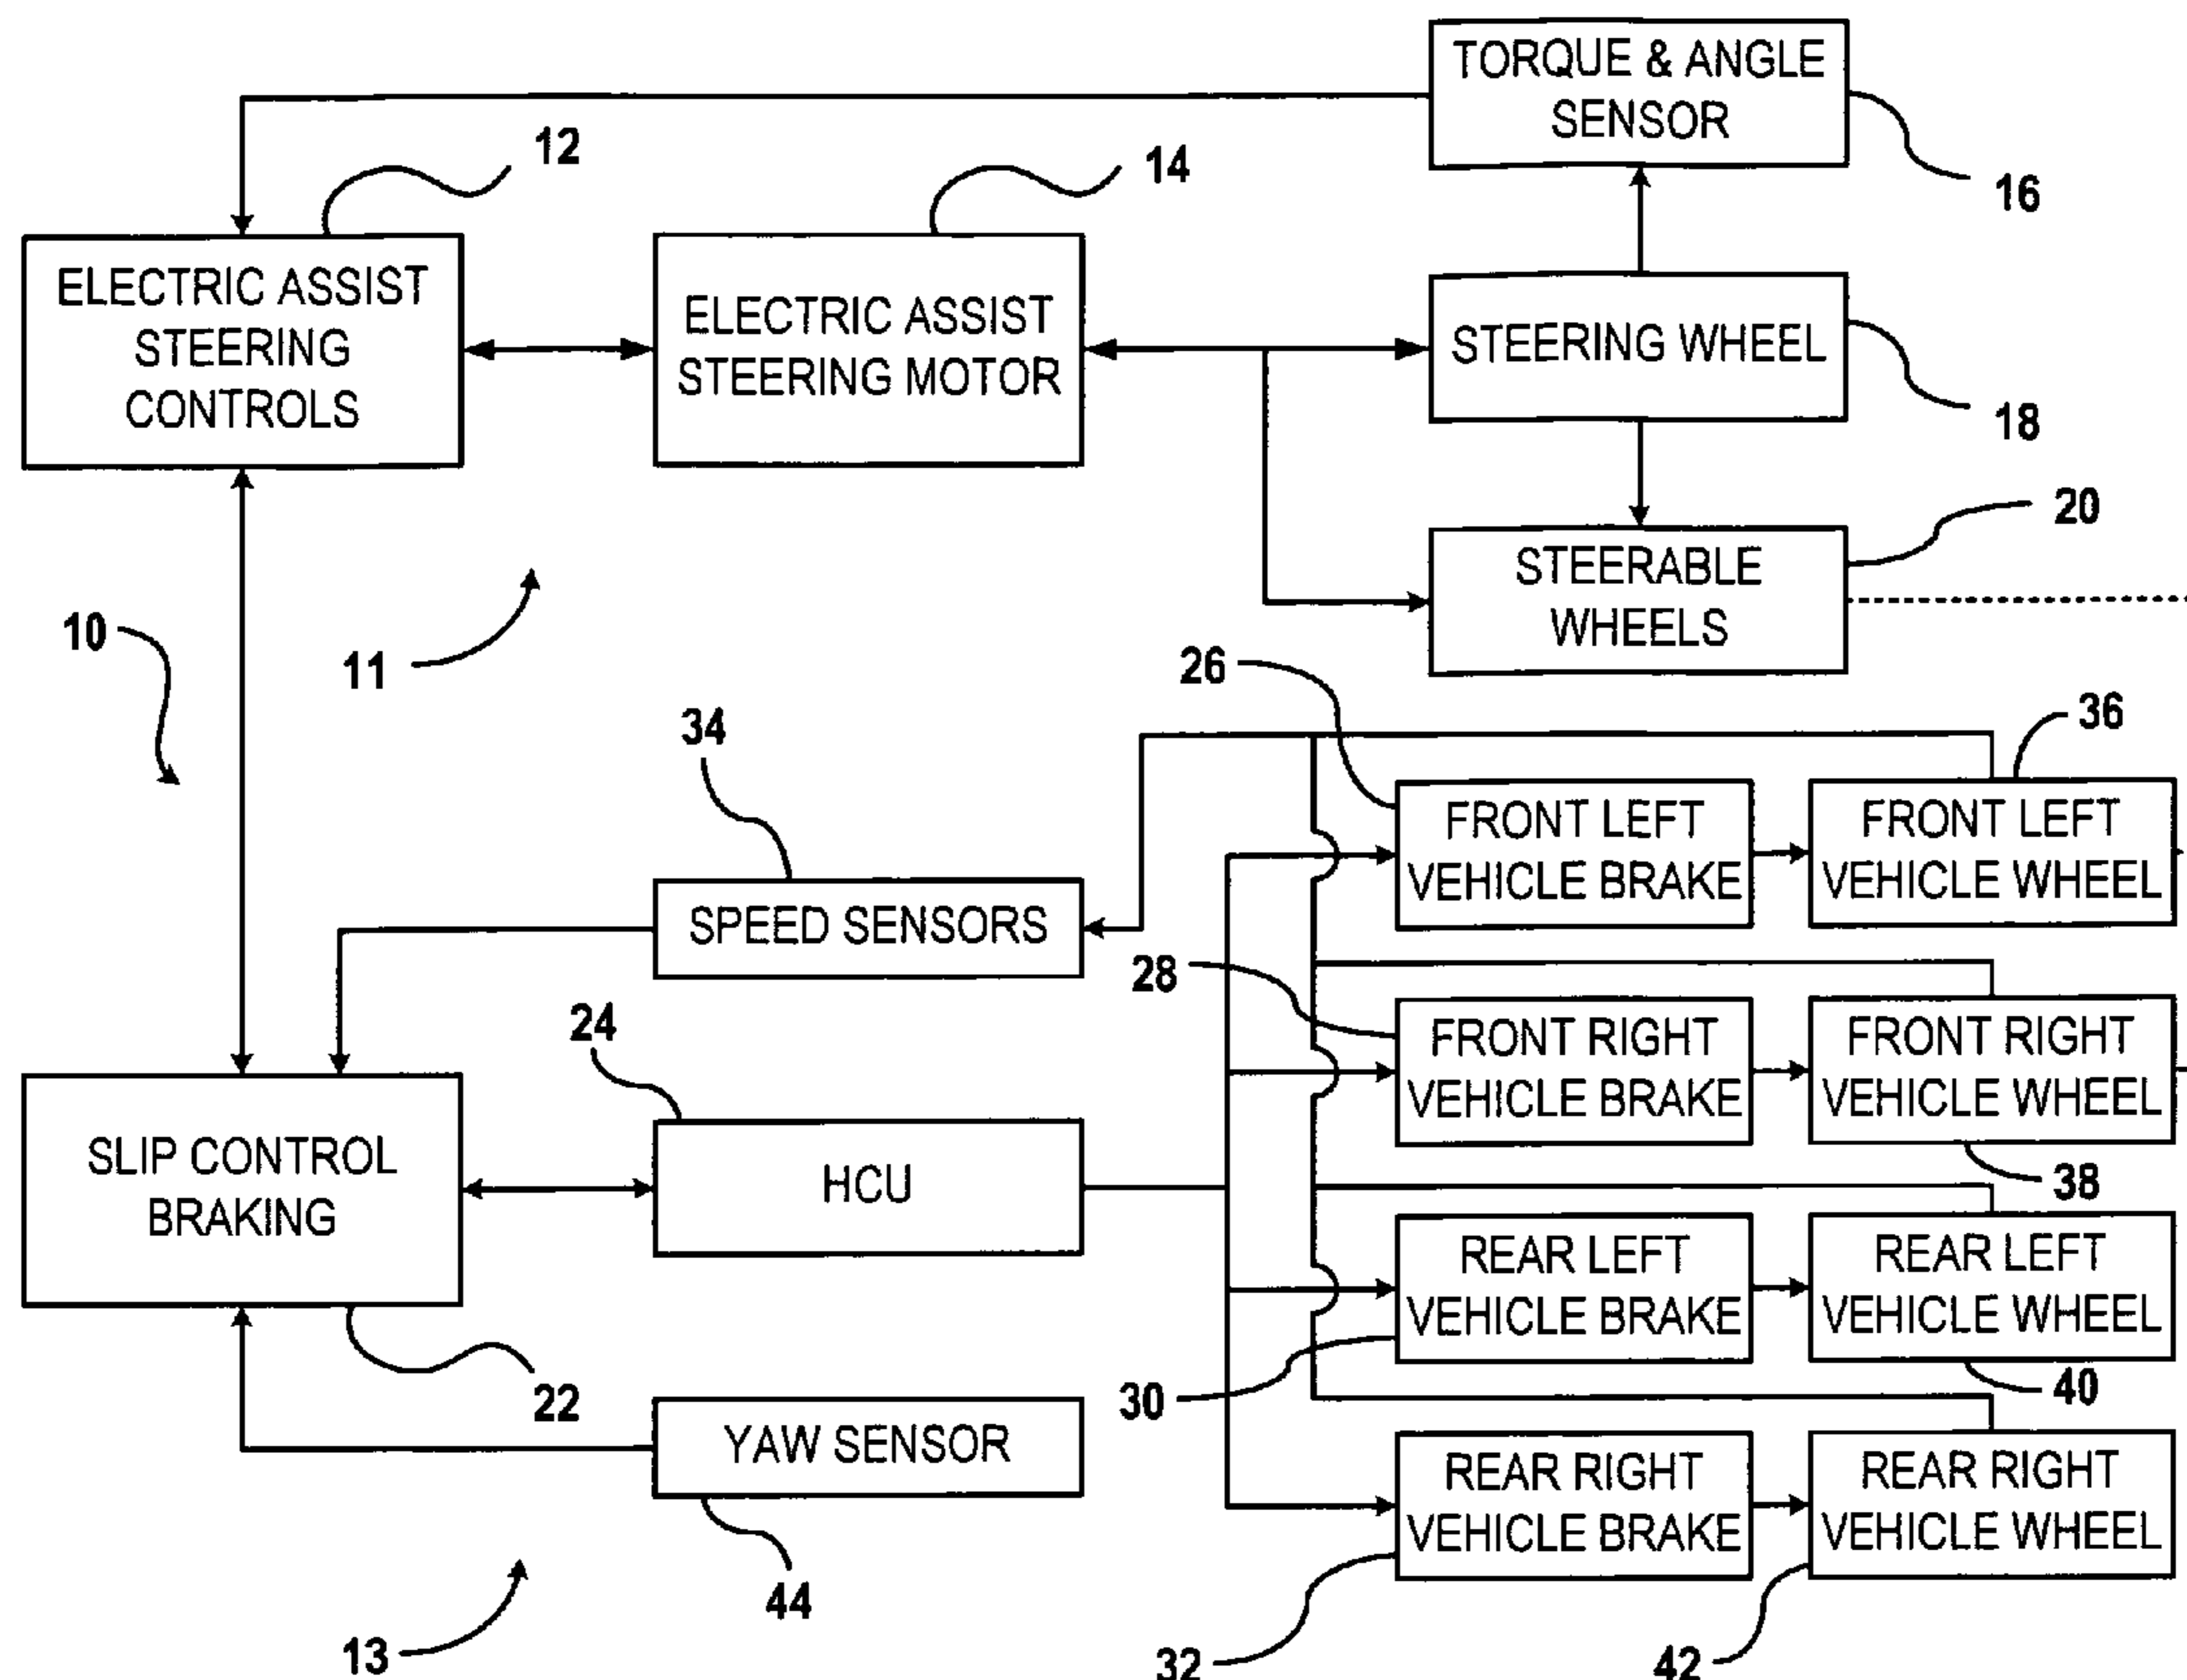 TORQUE & ANGLE
SENSOR
12
14
16
ELECTRIC ASSIST
STEERING
CONTROLS
ELECTRIC ASSIST
STEERING MOTOR
STEERING WHEEL
18
20
STEERABLE
WHEELS
10
11
26
36
34
FRONT LEFT
VEHICLE BRAKE
FRONT LEFT
VEHICLE WHEEL
SPEED SENSORS
28
24
FRONT RIGHT
VEHICLE BRAKE
FRONT RIGHT
VEHICLE WHEEL
SLIP CONTROL
BRAKING
HCU
38
REAR LEFT
VEHICLE BRAKE
REAR LEFT
VEHICLE WHEEL
22
30
40
YAW SENSOR
REAR RIGHT
VEHICLE BRAKE
REAR RIGHT
VEHICLE WHEEL
44
13
32
42